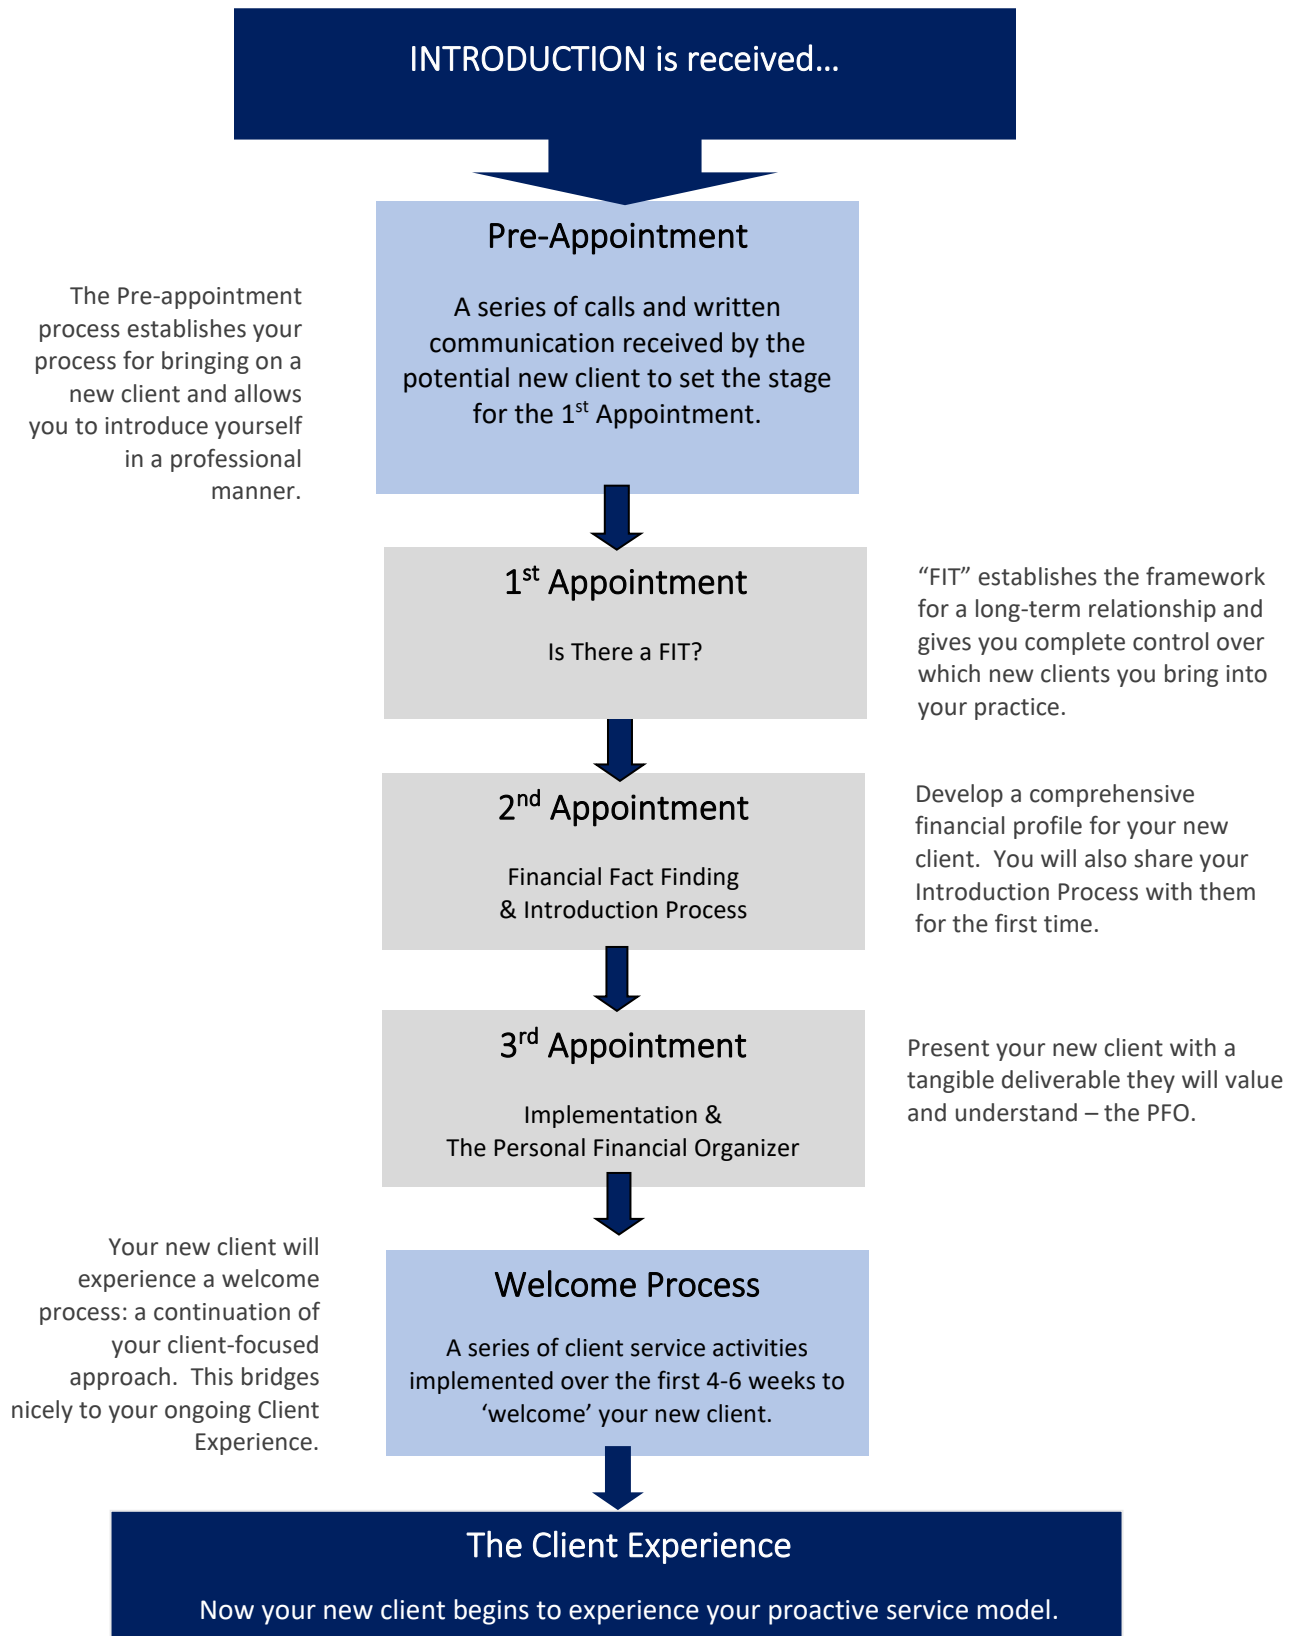 INTRODUCTION is received…
Pre-Appointment
A series of calls and written
communication received by the
potential new client to set the stage
for the 1st Appointment.
The Pre-appointment
process establishes your
process for bringing on a
new client and allows
you to introduce yourself
in a professional
manner.
1st Appointment
Is There a FIT?
“FIT” establishes the framework
for a long-term relationship and
gives you complete control over
which new clients you bring into
your practice.
2nd Appointment
Financial Fact Finding
& Introduction Process
Develop a comprehensive
financial profile for your new
client.  You will also share your
Introduction Process with them
for the first time.
3rd Appointment
Implementation &
The Personal Financial Organizer
Present your new client with a
tangible deliverable they will value
and understand – the PFO.
Your new client will
experience a welcome
process: a continuation of
your client-focused
approach.  This bridges
nicely to your ongoing Client
Experience.
Welcome Process
A series of client service activities
implemented over the first 4-6 weeks to
‘welcome’ your new client.
The Client Experience
Now your new client begins to experience your proactive service model.